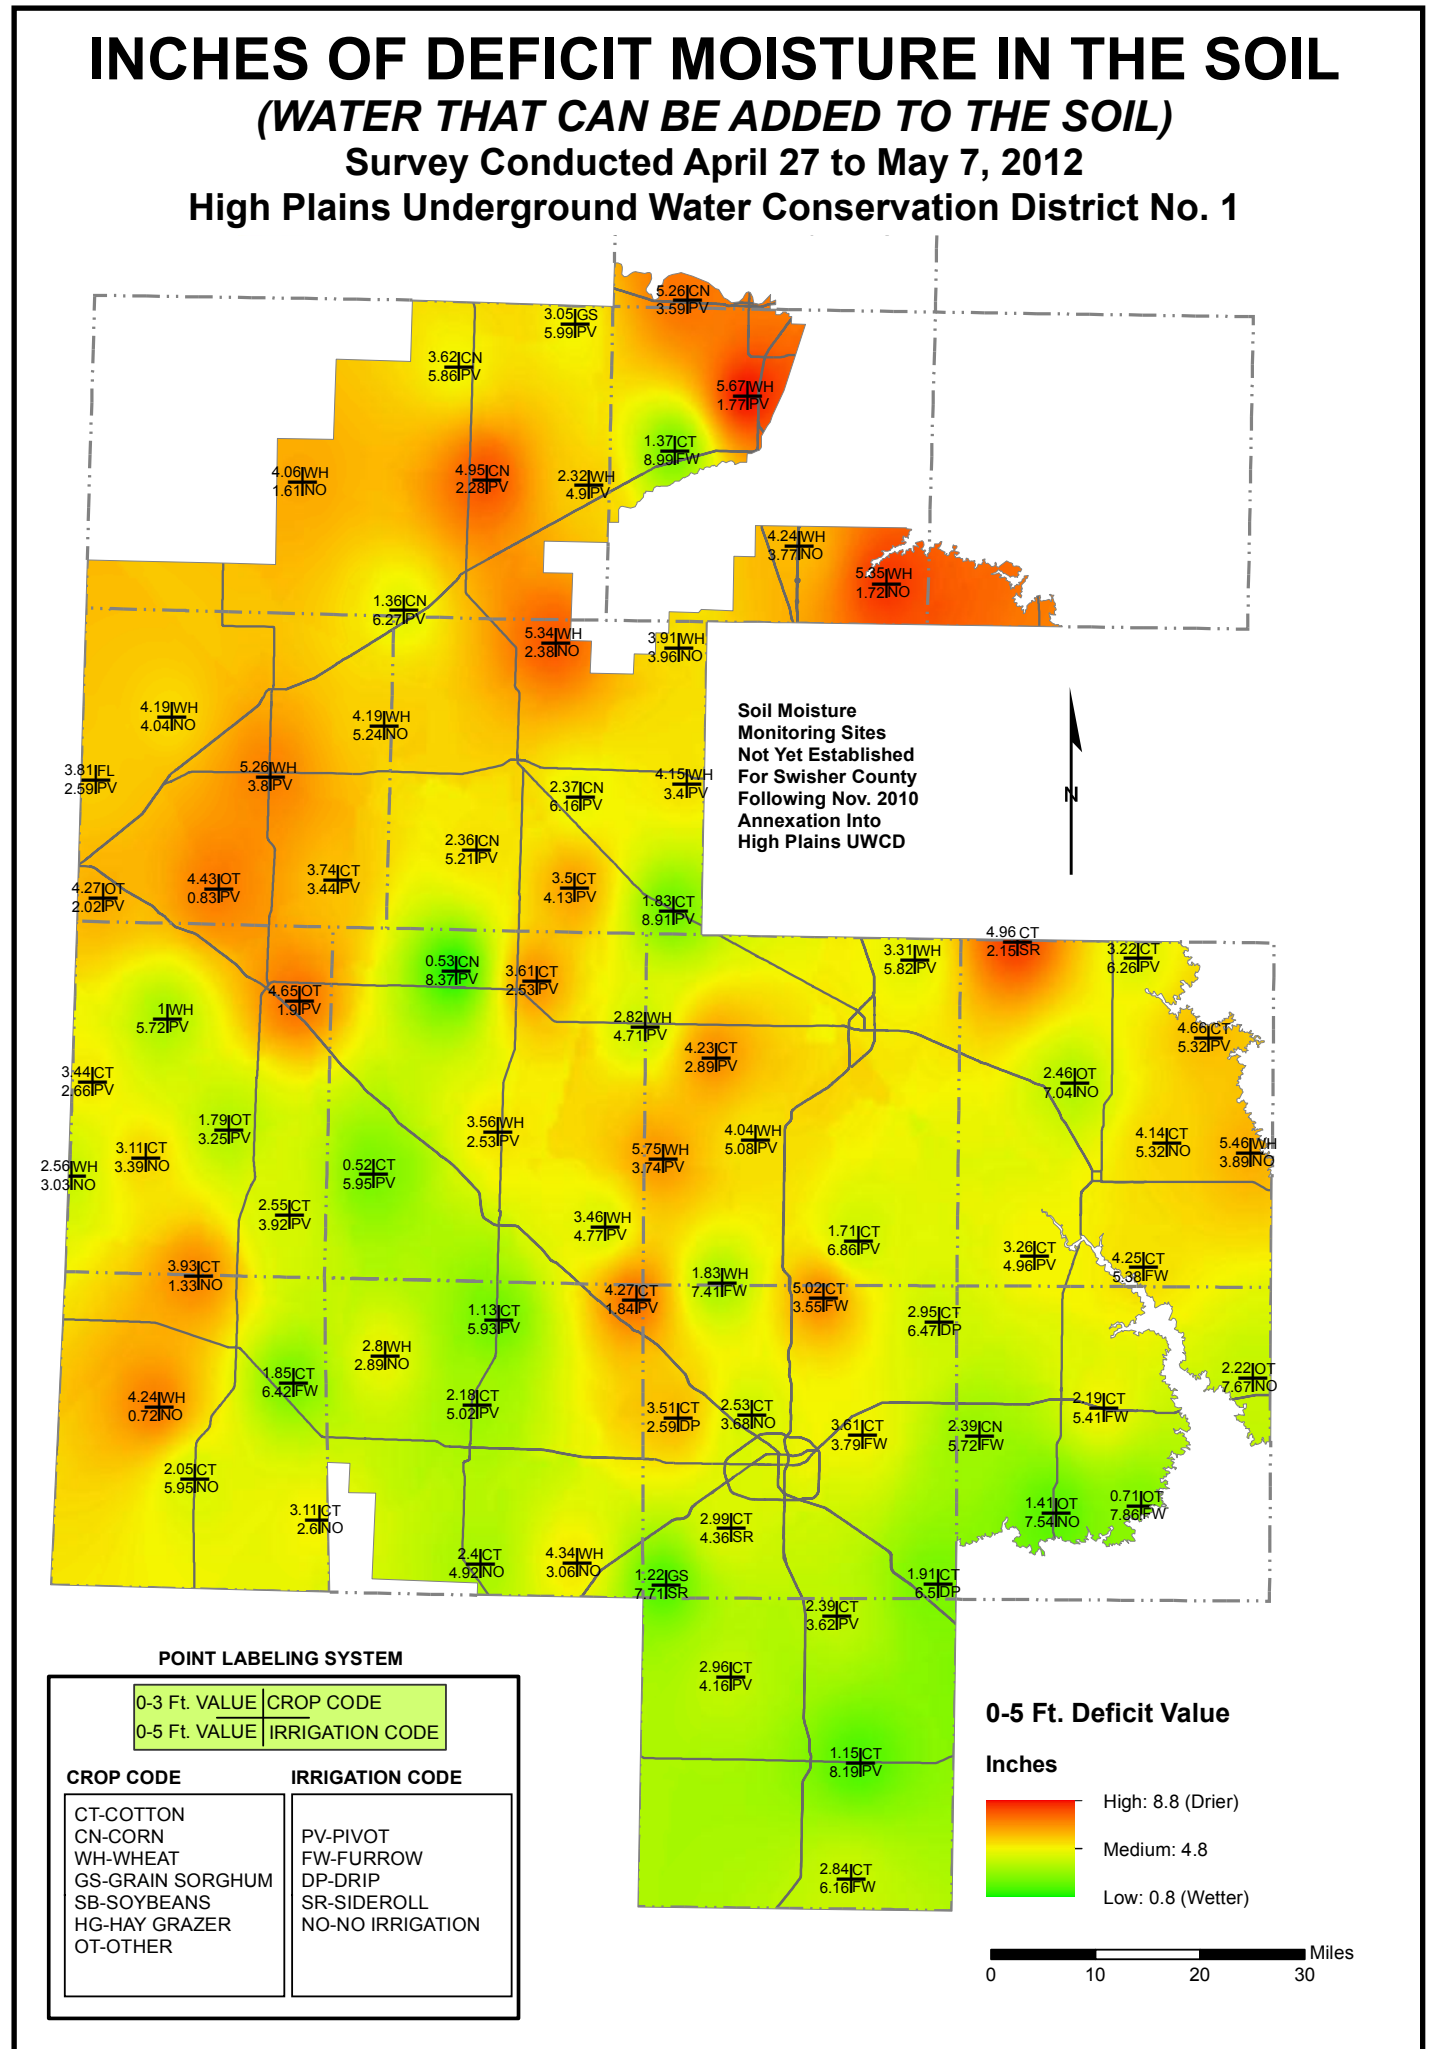 INCHES OF DEFICIT MOISTURE IN THE SOIL
(WATER THAT CAN BE ADDED TO THE SOIL)
Survey Conducted April 27 to May 7, 2012
High Plains Underground Water Conservation District No. 1
5.26 CN
3.59 PV
3.05 GS
5.99 PV
3.62 CN
5.86 PV
5.67 WH
1.77 PV
1.37 CT
8.99 FW
4.06 WH
1.61 NO
4.95 CN
2.28 PV
2.32 WH
4.9 PV
4.24 WH
3.77 NO
5.35 WH
1.72 NO
1.36 CN
6.27 PV
5.34 WH
2.38 NO
3.91 WH
3.96 NO
4.19 WH
4.04 NO
4.19 WH
5.24 NO
Soil Moisture
Monitoring Sites
Not Yet Established
For Swisher County
Following Nov. 2010
Annexation Into
High Plains UWCD
N
3.81 FL
2.59 PV
5.26 WH
3.8 PV
2.37 CN
6.16 PV
4.15 WH
3.4 PV
2.36 CN
5.21 PV
4.27 OT
2.02 PV
4.43 OT
0.83 PV
3.74 CT
3.44 PV
3.5 CT
4.13 PV
1.83 CT
8.91 PV
4.96 CT
2.15 SR
3.31 WH
5.82 PV
3.22 CT
6.26 PV
0.53 CN
8.37 PV
3.61 CT
2.53 PV
4.65 OT
1.9 PV
1 WH
5.72 PV
2.82 WH
4.71 PV
4.23 CT
2.89 PV
4.66 CT
5.32 PV
3.44 CT
2.66 PV
2.46 OT
7.04 NO
1.79 OT
3.25 PV
3.56 WH
2.53 PV
4.04 WH
5.08 PV
4.14 CT
5.32 NO
5.46 WH
3.89 NO
3.11 CT
3.39 NO
2.56 WH
3.03 NO
0.52 CT
5.95 PV
5.75 WH
3.74 PV
2.55 CT
3.92 PV
3.46 WH
4.77 PV
1.71 CT
6.86 PV
3.26 CT
4.96 PV
4.25 CT
5.38 FW
3.93 CT
1.33 NO
1.83 WH
7.41 FW
4.27 CT
1.84 PV
5.02 CT
3.55 FW
1.13 CT
5.93 PV
2.95 CT
6.47 DP
2.8 WH
2.89 NO
1.85 CT
6.42 FW
2.22 OT
7.67 NO
4.24 WH
0.72 NO
2.18 CT
5.02 PV
3.51 CT
2.59 DP
2.53 CT
3.68 NO
2.19 CT
5.41 FW
3.61 CT
3.79 FW
2.39 CN
5.72 FW
2.05 CT
5.95 NO
3.11 CT
2.6 NO
2.99 CT
4.36 SR
1.41 OT
7.54 NO
0.71 OT
7.86 FW
2.4 CT
4.92 NO
4.34 WH
3.06 NO
1.22 GS
7.71 SR
1.91 CT
6.5 DP
2.39 CT
3.62 PV
2.96 CT
4.16 PV
1.15 CT
8.19 PV
2.84 CT
6.16 FW
POINT LABELING SYSTEM
0-3 Ft. VALUE CROP CODE
0-5 Ft. VALUE IRRIGATION CODE
CROP CODE
CT-COTTON
CN-CORN
WH-WHEAT
GS-GRAIN SORGHUM
SB-SOYBEANS
HG-HAY GRAZER
OT-OTHER
IRRIGATION CODE
PV-PIVOT
FW-FURROW
DP-DRIP
SR-SIDEROLL
NO-NO IRRIGATION
0-5 Ft. Deficit Value
Inches
High: 8.8 (Drier)
Medium: 4.8
Low: 0.8 (Wetter)
Miles
0 10 20 30